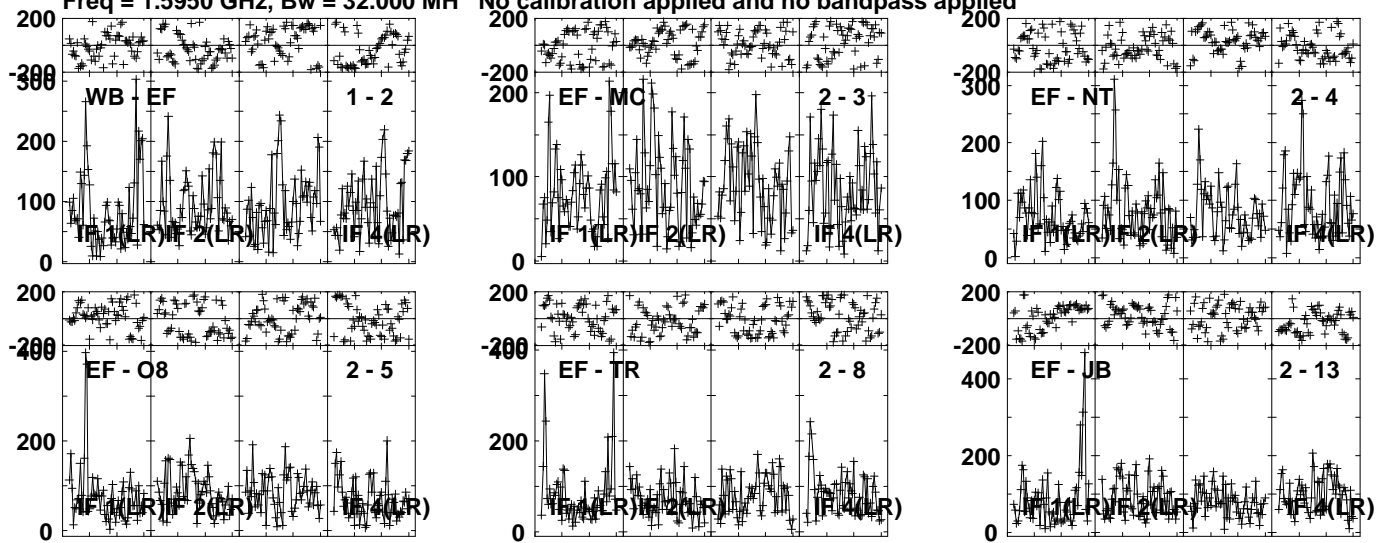 Freq = 1.5950 GHz, Bw = 32.000 MH No calibration applied and no bandpass applied
200
-200
300
200
100
0
WB - EF 1 - 2
IF 1(LR) IF 2(LR) IF 4(LR)
200
-200
200
100
0
EF - MC 2 - 3
IF 1(LR) IF 2(LR) IF 4(LR)
200
-200
300
200
100
0
EF - NT 2 - 4
IF 1(LR) IF 2(LR) IF 4(LR)
200
-200
400
200
0
EF - O8 2 - 5
IF 1(LR) IF 2(LR) IF 4(LR)
200
-200
400
200
0
EF - TR 2 - 8
IF 1(LR) IF 2(LR) IF 4(LR)
200
-200
400
200
0
EF - JB 2 - 13
IF 1(LR) IF 2(LR) IF 4(LR)